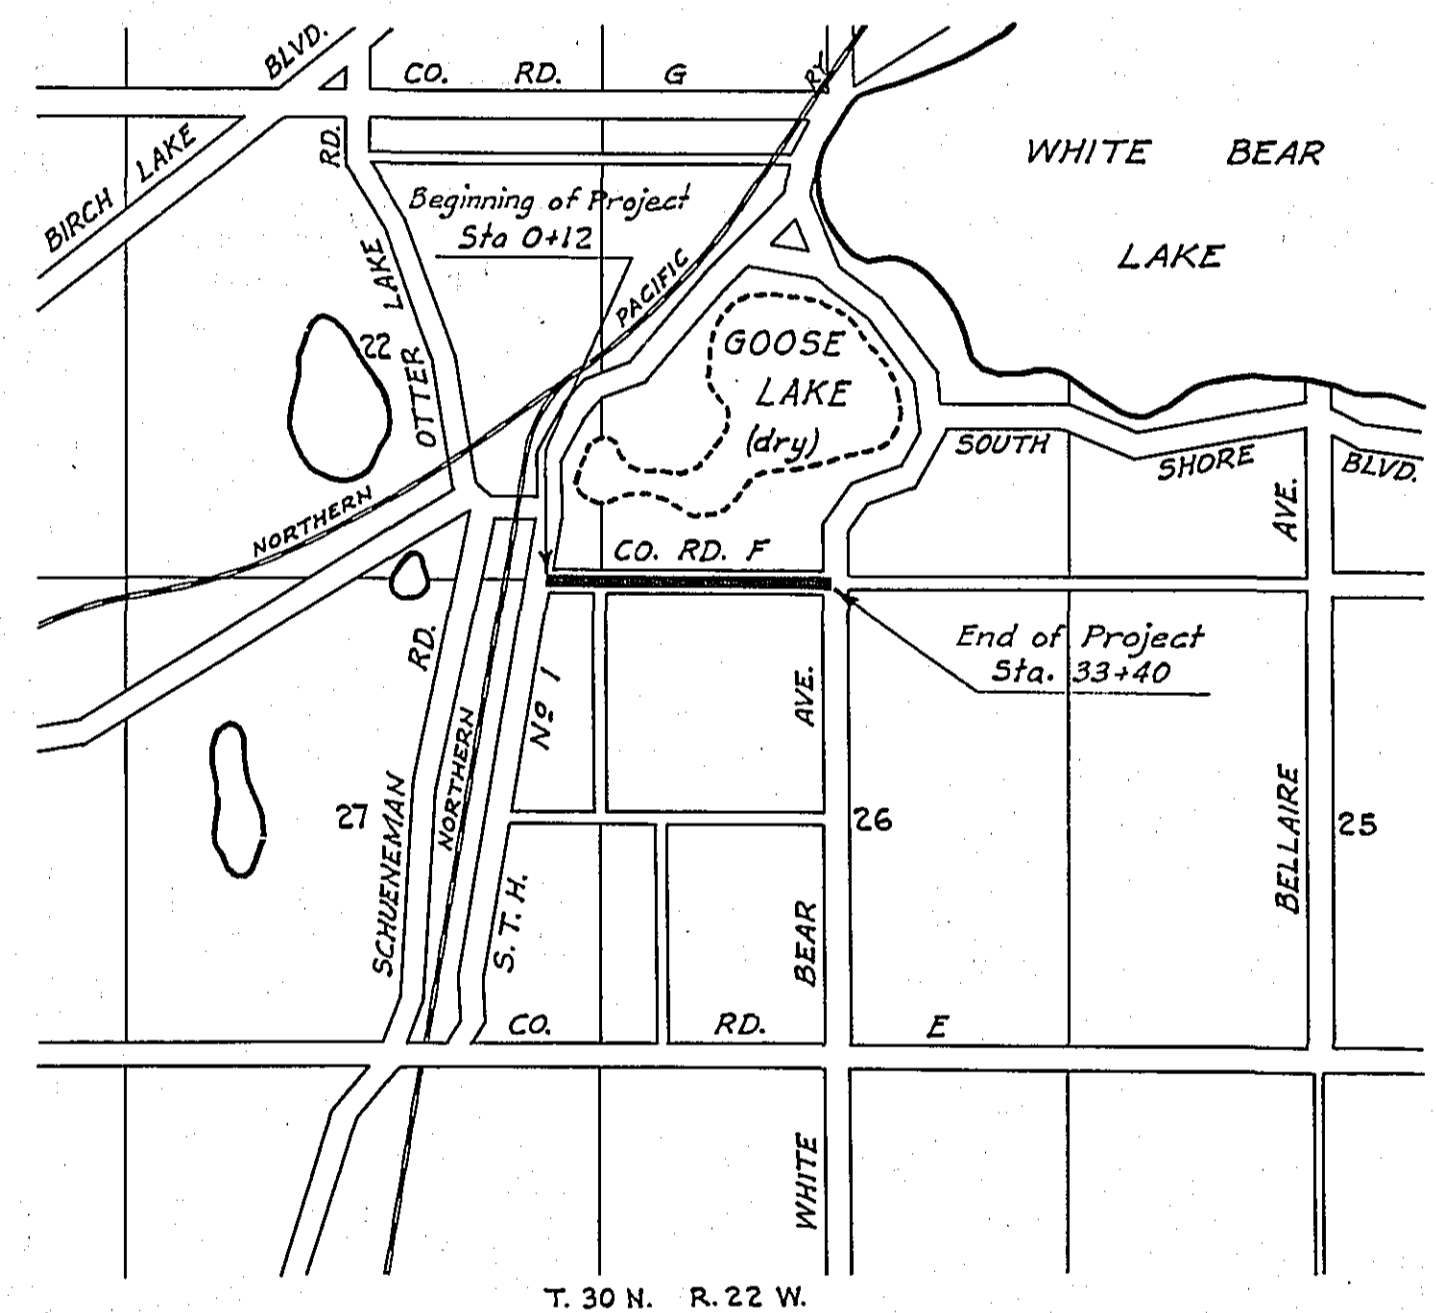 BLVD.
CO. RD. G
RY
RD.
BIRCH LAKE
WHITE BEAR
LAKE
Beginning of Project
Sta 0+12
OTTER LAKE
PACIFIC
22
GOOSE
LAKE
(dry)
SOUTH SHORE BLVD.
NORTHERN
AVE.
CO. RD. F
RD.
End of Project
Sta. 33+40
No 1
AVE.
NORTHERN
SCHUENEMAN
27
26
BELLAIRE
25
S. T. H.
BEAR
CO. RD. E
WHITE
T. 30 N. R. 22 W.